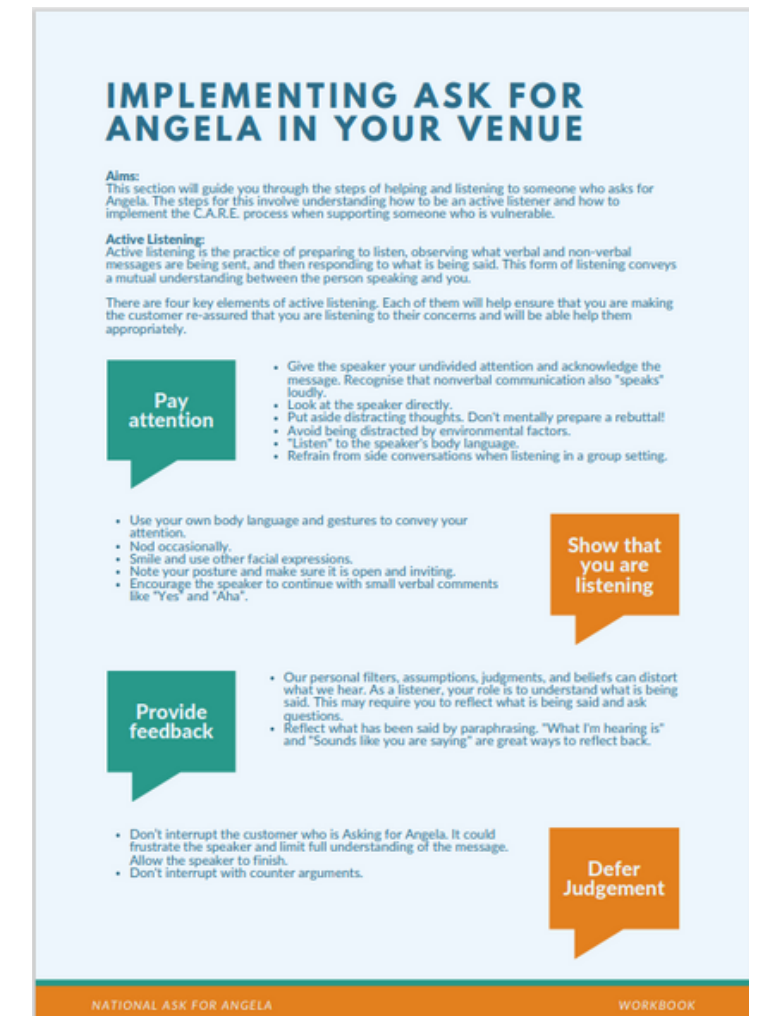 IMPLEMENTING ASK FOR
ANGELA IN YOUR VENUE
Aims:
This section will guide you through the steps of helping and listening to someone who asks for
Angela. The steps for this involve understanding how to be an active listener and how to
implement the C.A.R.E. process when supporting someone who is vulnerable.
Active Listening:
Active listening is the practice of preparing to listen, observing what verbal and non-verbal
messages are being sent, and then responding to what is being said. This form of listening conveys
a mutual understanding between the person speaking and you.
There are four key elements of active listening. Each of them will help ensure that you are making
the customer re-assured that you are listening to their concerns and will be able help them
appropriately.
Pay
attention
• Give the speaker your undivided attention and acknowledge the
message. Recognise that nonverbal communication also "speaks"
loudly.
• Look at the speaker directly.
• Put aside distracting thoughts. Don't mentally prepare a rebuttal!
• Avoid being distracted by environmental factors.
• "Listen" to the speaker's body language.
• Refrain from side conversations when listening in a group setting.
• Use your own body language and gestures to convey your
attention.
• Nod occasionally.
• Smile and use other facial expressions.
• Note your posture and make sure it is open and inviting.
• Encourage the speaker to continue with small verbal comments
like "Yes" and "Aha".
Show that
you are
listening
Provide
feedback
• Our personal filters, assumptions, judgments, and beliefs can distort
what we hear. As a listener, your role is to understand what is being
said. This may require you to reflect what is being said and ask
questions.
• Reflect what has been said by paraphrasing. "What I'm hearing is"
and "Sounds like you are saying" are great ways to reflect back.
• Don't interrupt the customer who is Asking for Angela. It could
frustrate the speaker and limit full understanding of the message.
Allow the speaker to finish.
• Don't interrupt with counter arguments.
Defer
Judgement
NATIONAL ASK FOR ANGELA
WORKBOOK